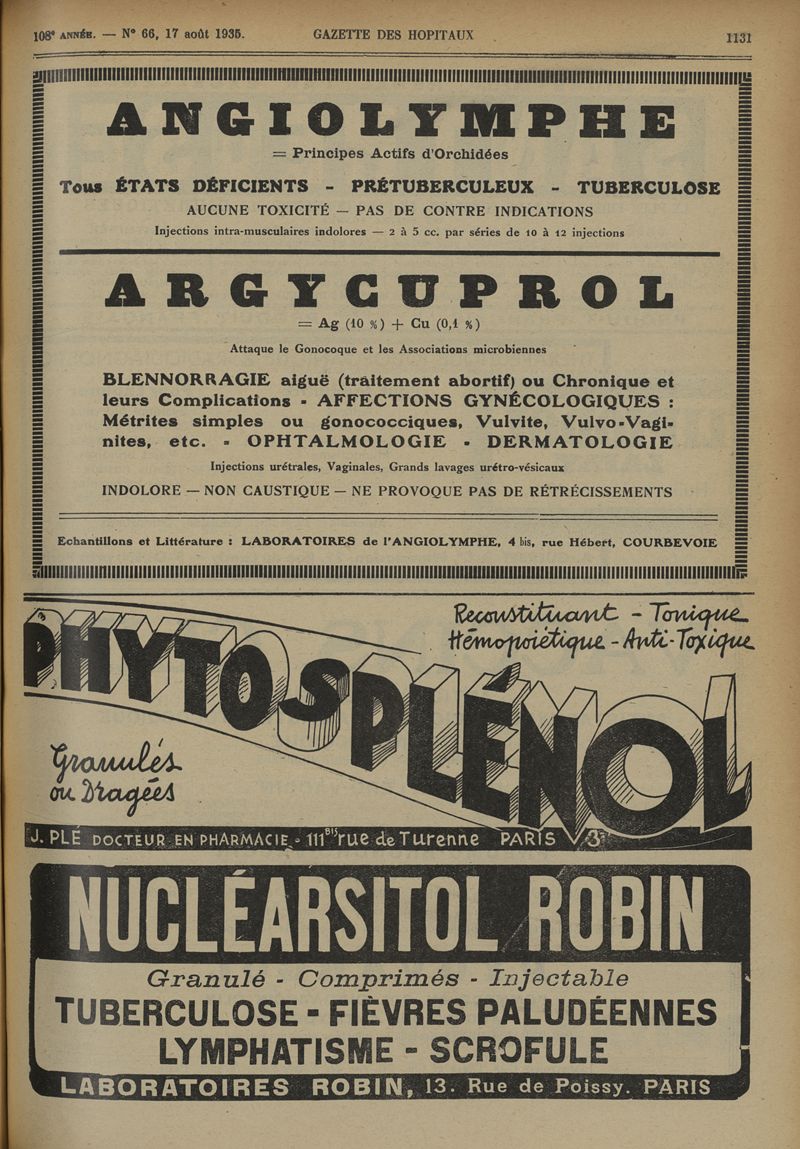 108e ANNÉE. — N° 66, 17 août 1935. GAZETTE DES HOPITAUX 1131
ANGIOLYMPHE
= Principes Actifs d'Orchidées
Tous ÉTATS DÉFICIENTS - PRÉTUBERCULEUX - TUBERCULOSE
AUCUNE TOXICITÉ — PAS DE CONTRE INDICATIONS
Injections intra-musculaires indolores — 2 à 5 cc. par séries de 10 à 12 injections
ARGYCUPROL
= Ag (10 %) + Cu (0,1 %)
Attaque le Gonocoque et les Associations microbiennes
BLENNORRAGIE aiguë (traitement abortif) ou Chronique et
leurs Complications - AFFECTIONS GYNÉCOLOGIQUES :
Métrites simples ou gonococciques, Vulvite, Vulvo-Vagi-
nites, etc. - OPHTALMOLOGIE - DERMATOLOGIE
Injections urétrales, Vaginales, Grands lavages urétro-vésicaux
INDOLORE — NON CAUSTIQUE — NE PROVOQUE PAS DE RÉTRÉCISSEMENTS
Echantillons et Littérature : LABORATOIRES de l'ANGIOLYMPHE, 4 bis, rue Hébert, COURBEVOIE
Reconstituant - Tonique
Hémopoiétique - Anti-Toxique
PHYTOSPLÉNOL
Granulés
ou Dragées
J. PLÉ DOCTEUR EN PHARMACIE - 111BIS rue de Turenne PARIS 3e
NUCLÉARSITOL ROBIN
Granulé - Comprimés - Injectable
TUBERCULOSE - FIÈVRES PALUDÉENNES
LYMPHATISME - SCROFULE
LABORATOIRES ROBIN, 13. Rue de Poissy. PARIS